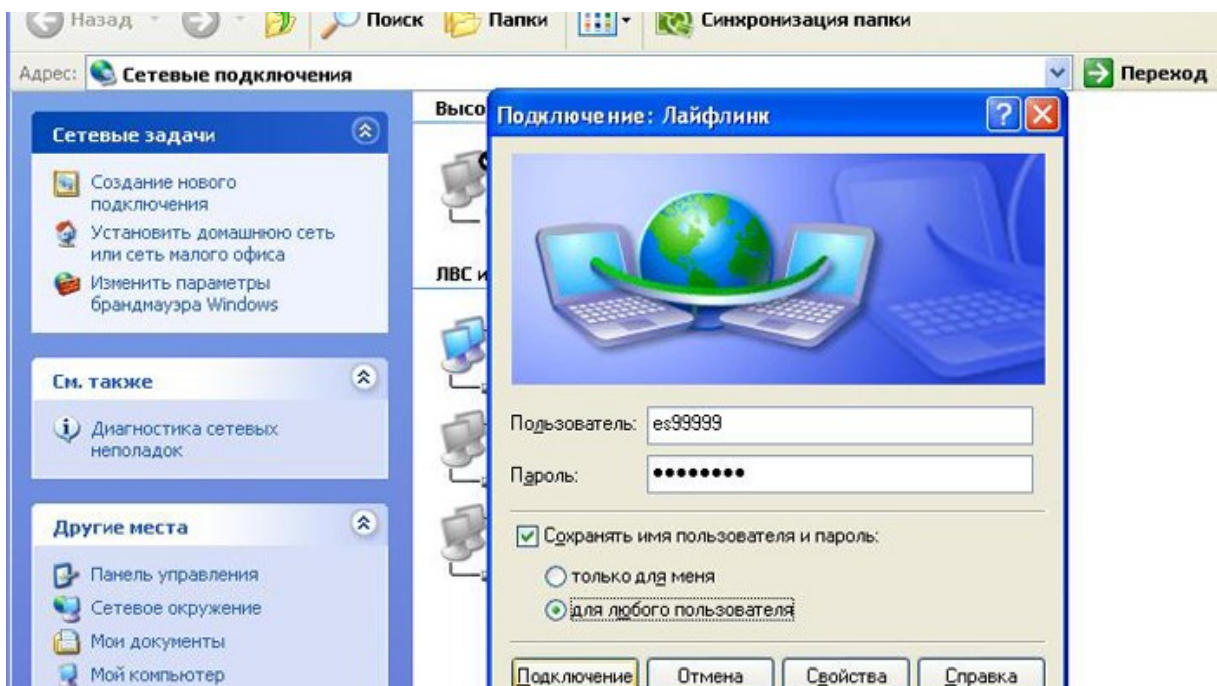 Назад
Поиск
Папки
Синхронизация папки
Адрес:
Сетевые подключения
Переход
Сетевые задачи
Создание нового
подключения
Установить домашнюю сеть
или сеть малого офиса
Изменить параметры
брандмауэра Windows
См. также
Диагностика сетевых
неполадок
Другие места
Панель управления
Сетевое окружение
Мои документы
Мой компьютер
Высо
ЛВС и
Подключение: Лайфлинк
Пользователь: es99999
Пароль: ••••••••
Сохранять имя пользователя и пароль:
только для меня
для любого пользователя
Подключение
Отмена
Свойства
Справка